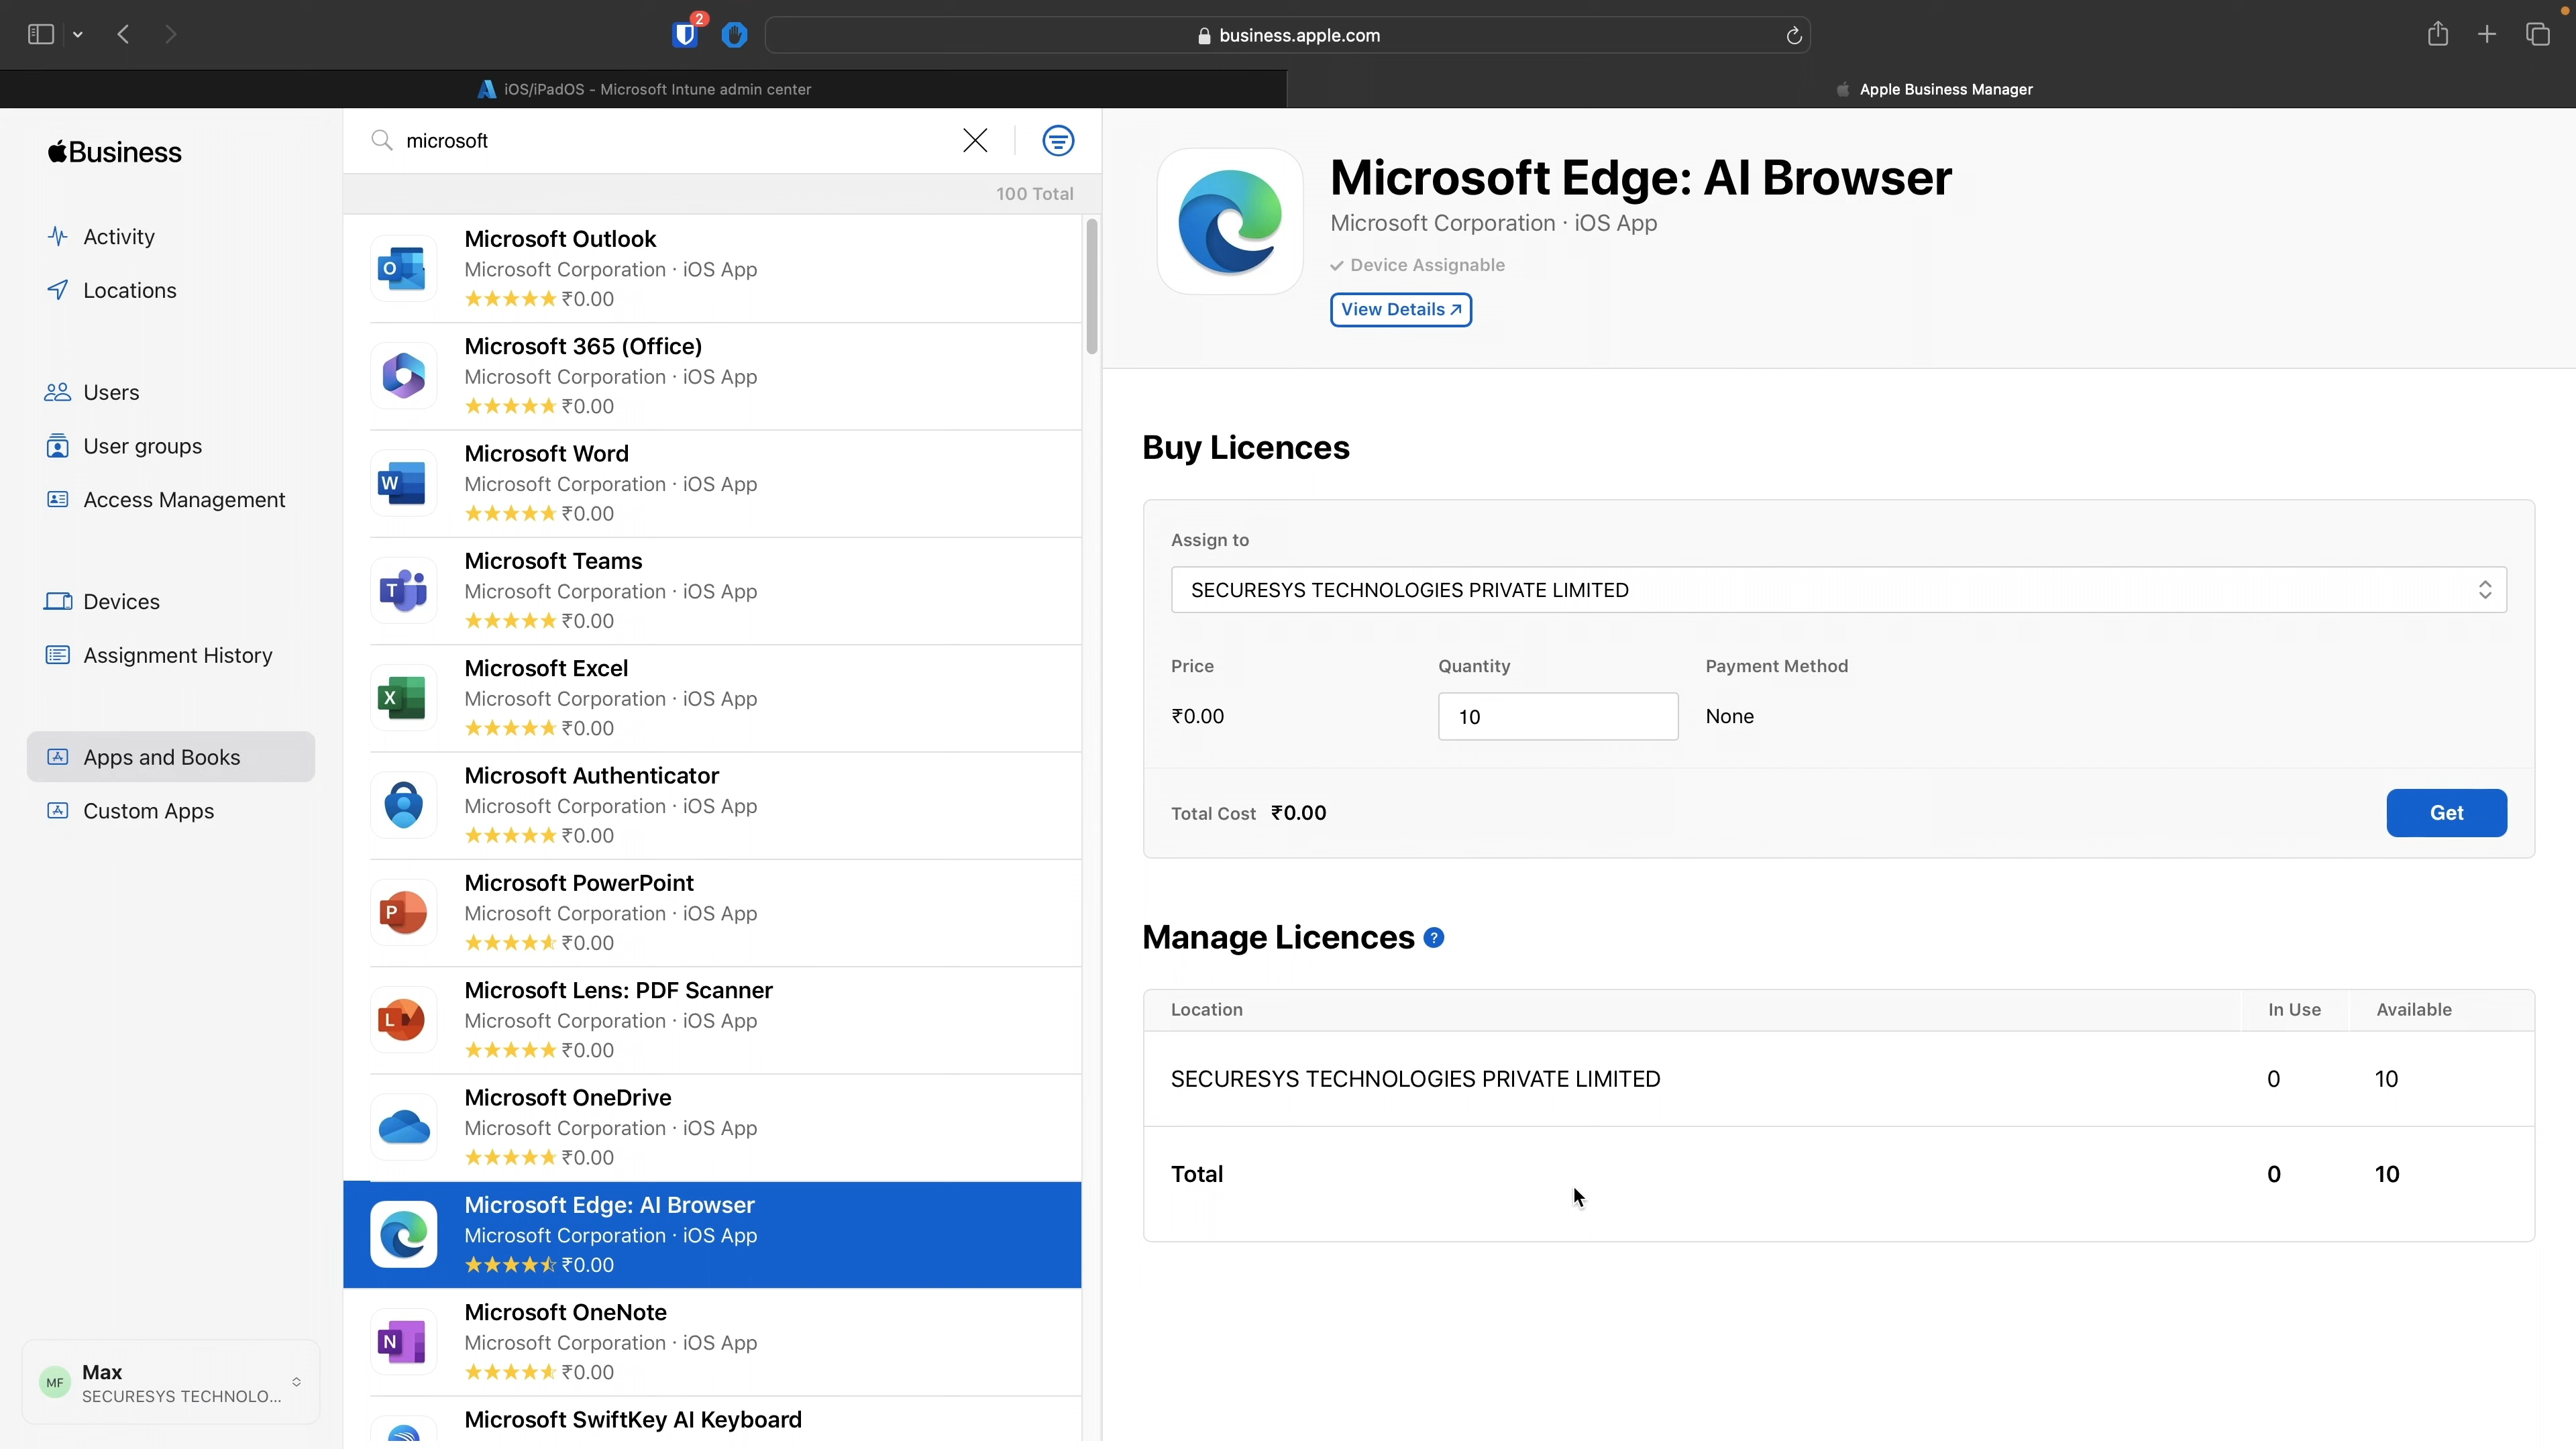 2
business.apple.com
iOS/iPadOS - Microsoft Intune admin center
Apple Business Manager
Business
Activity
Locations
Users
User groups
Access Management
Devices
Assignment History
Apps and Books
Custom Apps
MF
Max
SECURESYS TECHNOLO...
microsoft
100 Total
Microsoft Outlook
Microsoft Corporation · iOS App
₹0.00
Microsoft 365 (Office)
Microsoft Corporation · iOS App
₹0.00
Microsoft Word
Microsoft Corporation · iOS App
₹0.00
Microsoft Teams
Microsoft Corporation · iOS App
₹0.00
Microsoft Excel
Microsoft Corporation · iOS App
₹0.00
Microsoft Authenticator
Microsoft Corporation · iOS App
₹0.00
Microsoft PowerPoint
Microsoft Corporation · iOS App
₹0.00
Microsoft Lens: PDF Scanner
Microsoft Corporation · iOS App
₹0.00
Microsoft OneDrive
Microsoft Corporation · iOS App
₹0.00
Microsoft Edge: AI Browser
Microsoft Corporation · iOS App
₹0.00
Microsoft OneNote
Microsoft Corporation · iOS App
₹0.00
Microsoft SwiftKey AI Keyboard
Microsoft Edge: AI Browser
Microsoft Corporation · iOS App
Device Assignable
View Details
Buy Licences
Assign to
SECURESYS TECHNOLOGIES PRIVATE LIMITED
Price Quantity Payment Method
₹0.00 10 None
Total Cost ₹0.00 Get
Manage Licences ?
Location In Use Available
SECURESYS TECHNOLOGIES PRIVATE LIMITED 0 10
Total 0 10